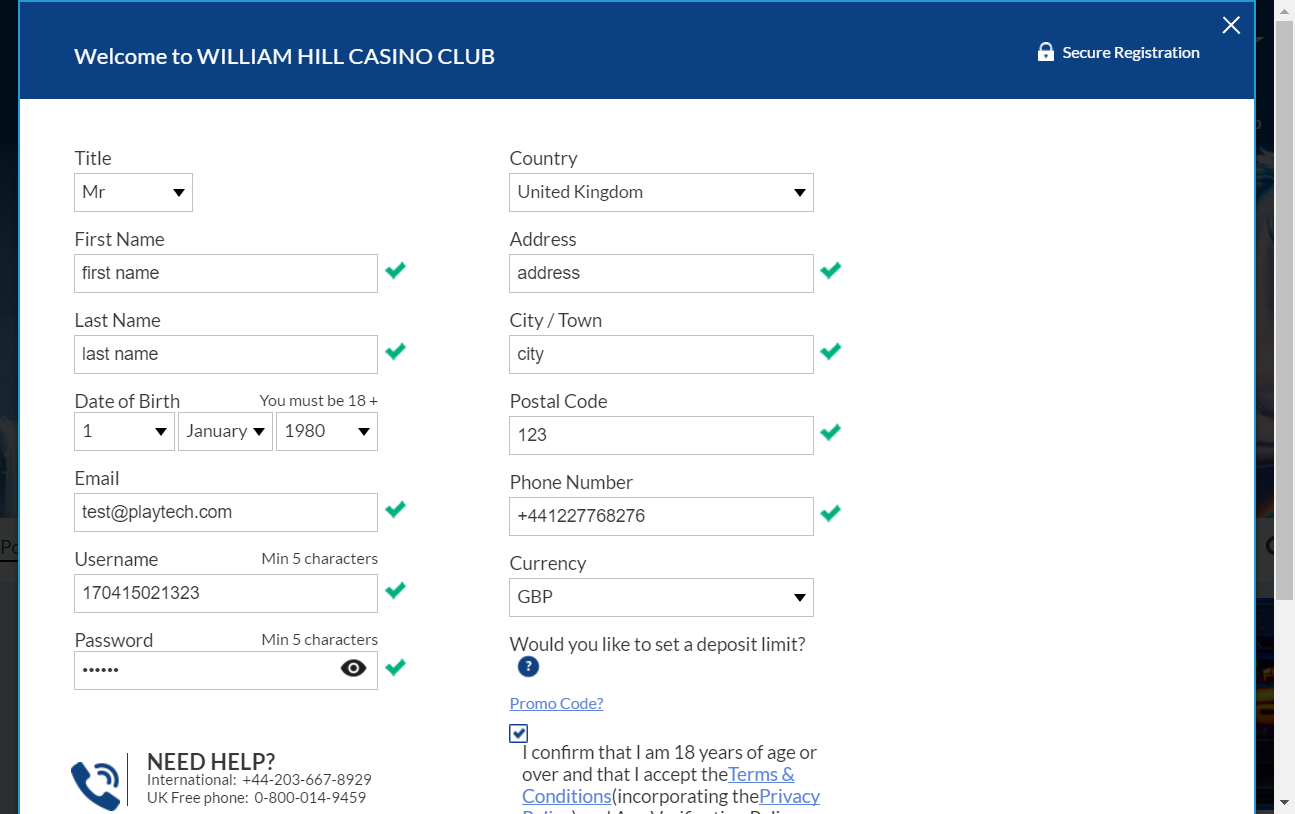 Welcome to WILLIAM HILL CASINO CLUB
Secure Registration
Title
Mr
First Name
first name
Last Name
last name
Date of Birth
You must be 18 +
1
January
1980
Email
test@playtech.com
Username
Min 5 characters
170415021323
Password
Min 5 characters
••••••
NEED HELP?
International: +44-203-667-8929
UK Free phone: 0-800-014-9459
Country
United Kingdom
Address
address
City / Town
city
Postal Code
123
Phone Number
+441227768276
Currency
GBP
Would you like to set a deposit limit?
?
Promo Code?
I confirm that I am 18 years of age or
over and that I accept the Terms &
Conditions(incorporating the Privacy